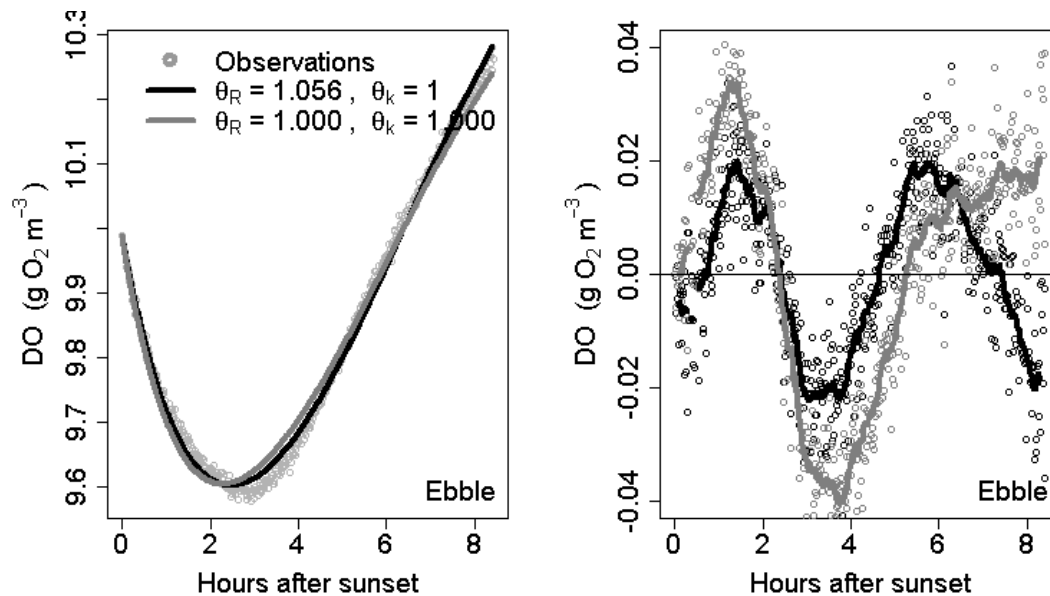 Observations
θR = 1.056 , θk = 1
θR = 1.000 , θk = 1.000
DO (g O2 m−3)
9.6
9.7
9.8
9.9
10.1
10.3
0
2
4
6
8
Hours after sunset
Ebble
DO (g O2 m−3)
-0.04
-0.02
0.00
0.02
0.04
0
2
4
6
8
Hours after sunset
Ebble